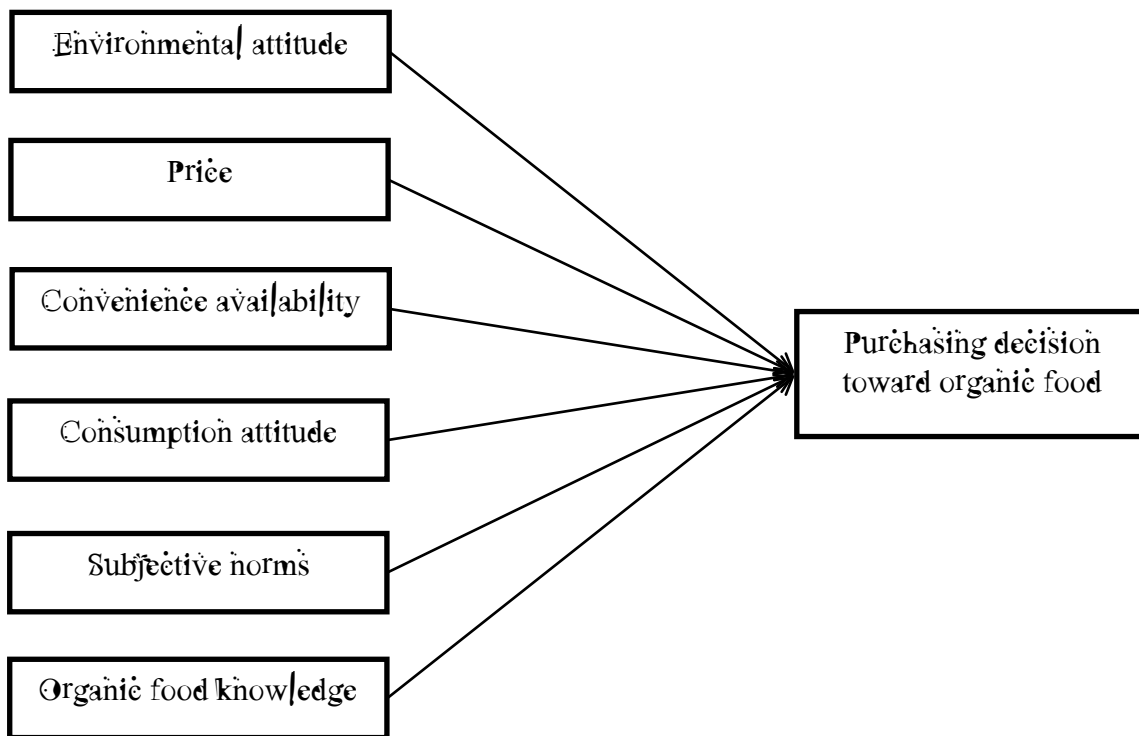 Environmental attitude
Price
Convenience availability
Consumption attitude
Subjective norms
Organic food knowledge
Purchasing decision
toward organic food